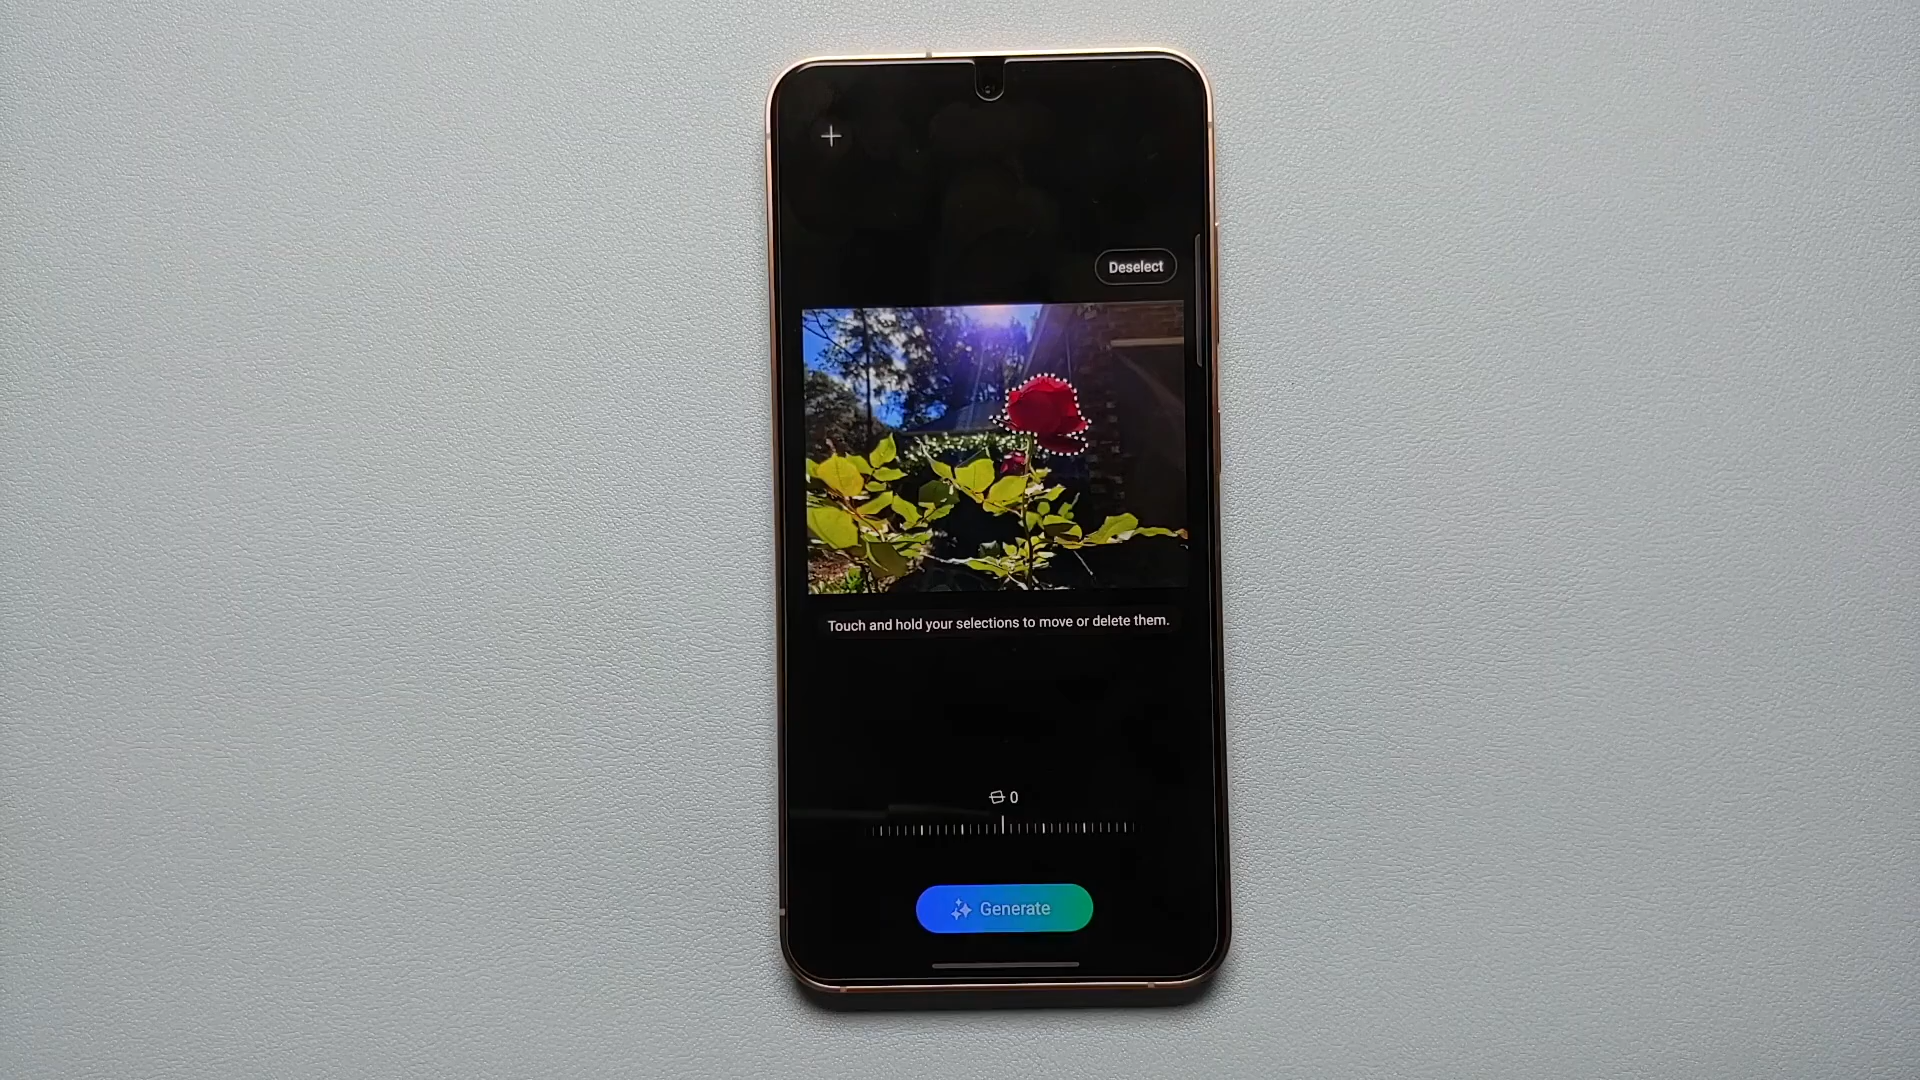 Deselect
Touch and hold your selections to move or delete them.
0
Generate